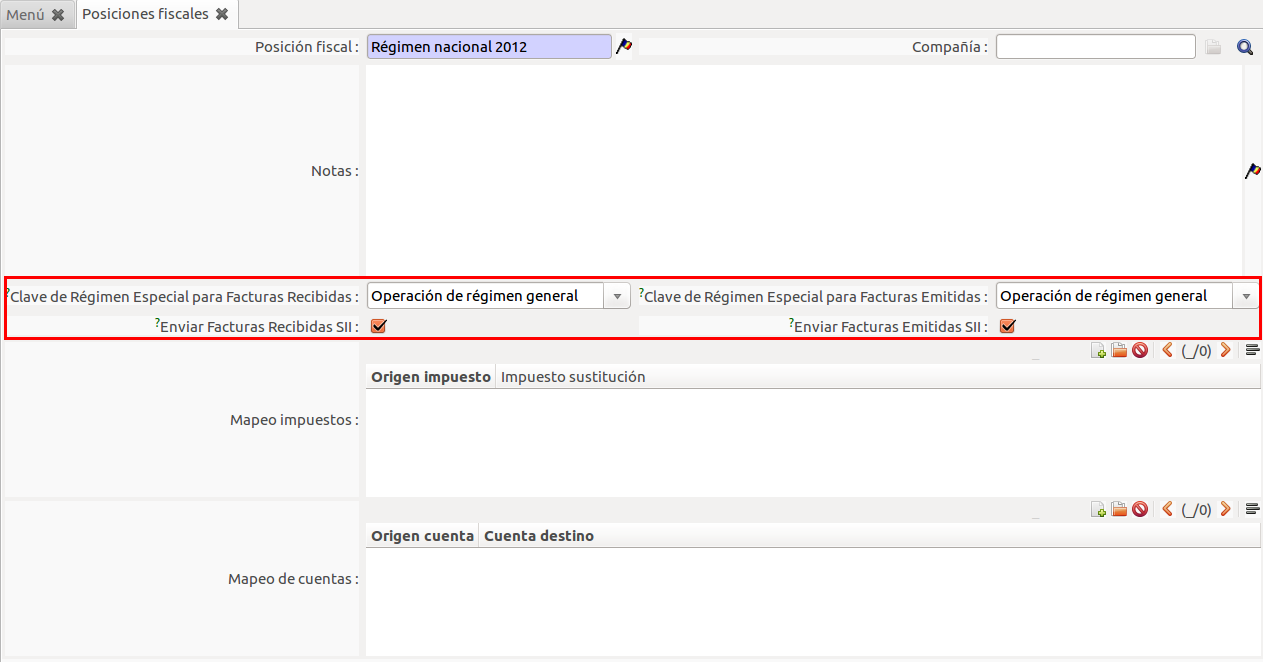 Menú Posiciones fiscales
Posición fiscal : Régimen nacional 2012 Compañía :
Notas :
?Clave de Régimen Especial para Facturas Recibidas : Operación de régimen general ?Clave de Régimen Especial para Facturas Emitidas : Operación de régimen general
?Enviar Facturas Recibidas SII : ?Enviar Facturas Emitidas SII :
(_/0)
Origen impuesto Impuesto sustitución
Mapeo impuestos :
(_/0)
Origen cuenta Cuenta destino
Mapeo de cuentas :